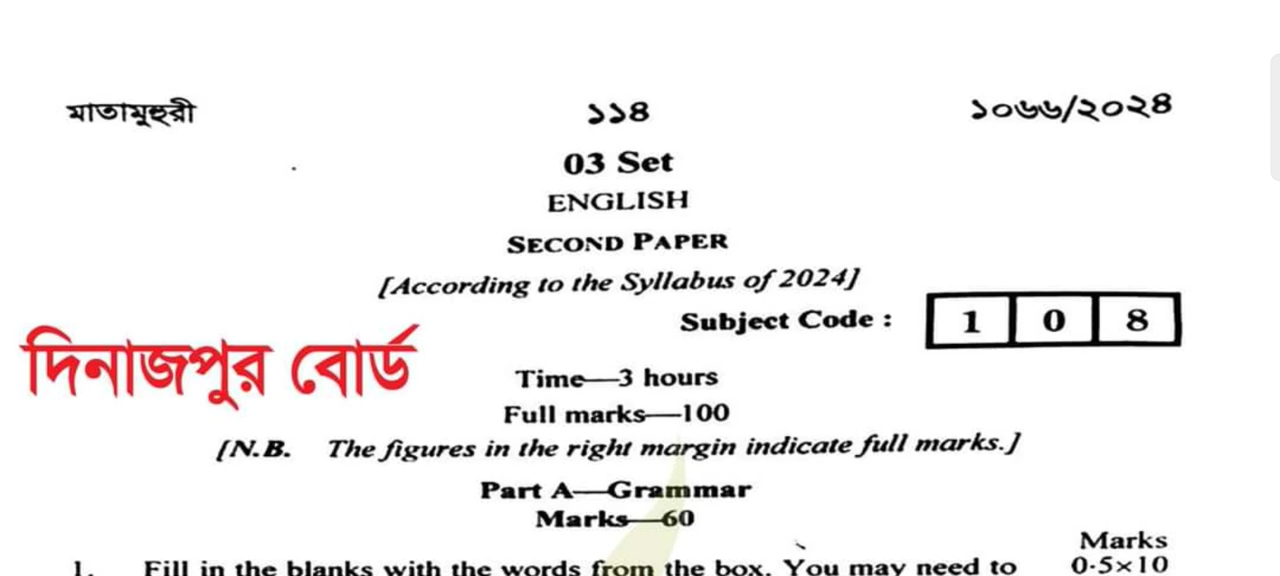 মাতামুহুরী ১১৪ ১০৬৬/২০২৪
03 Set
ENGLISH
SECOND PAPER
[According to the Syllabus of 2024]
Subject Code : 1 0 8
দিনাজপুর বোর্ড
Time—3 hours
Full marks—100
[N.B. The figures in the right margin indicate full marks.]
Part A—Grammar
Marks—60
Marks
1. Fill in the blanks with the words from the box. You may need to 0·5×10